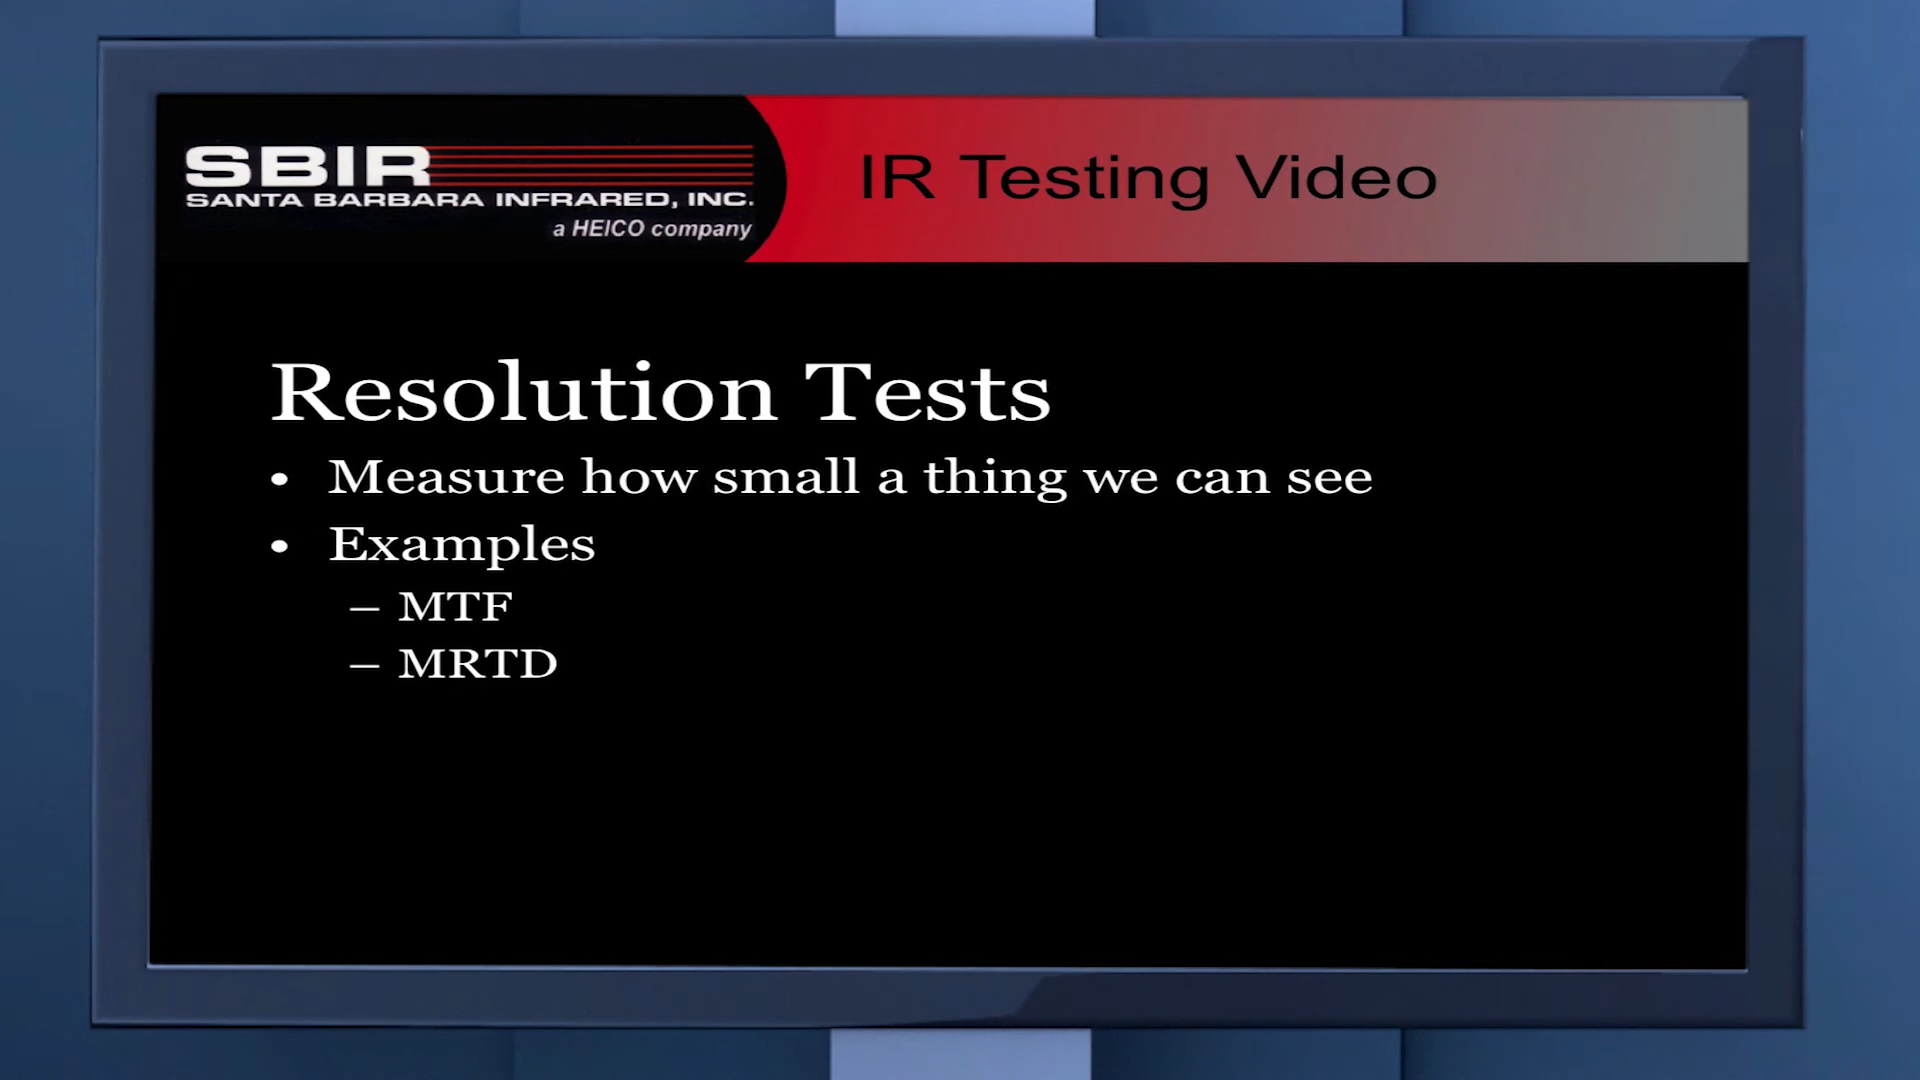 SBIR
SANTA BARBARA INFRARED, INC.
a HEICO company
IR Testing Video
Resolution Tests
• Measure how small a thing we can see
• Examples
– MTF
– MRTD